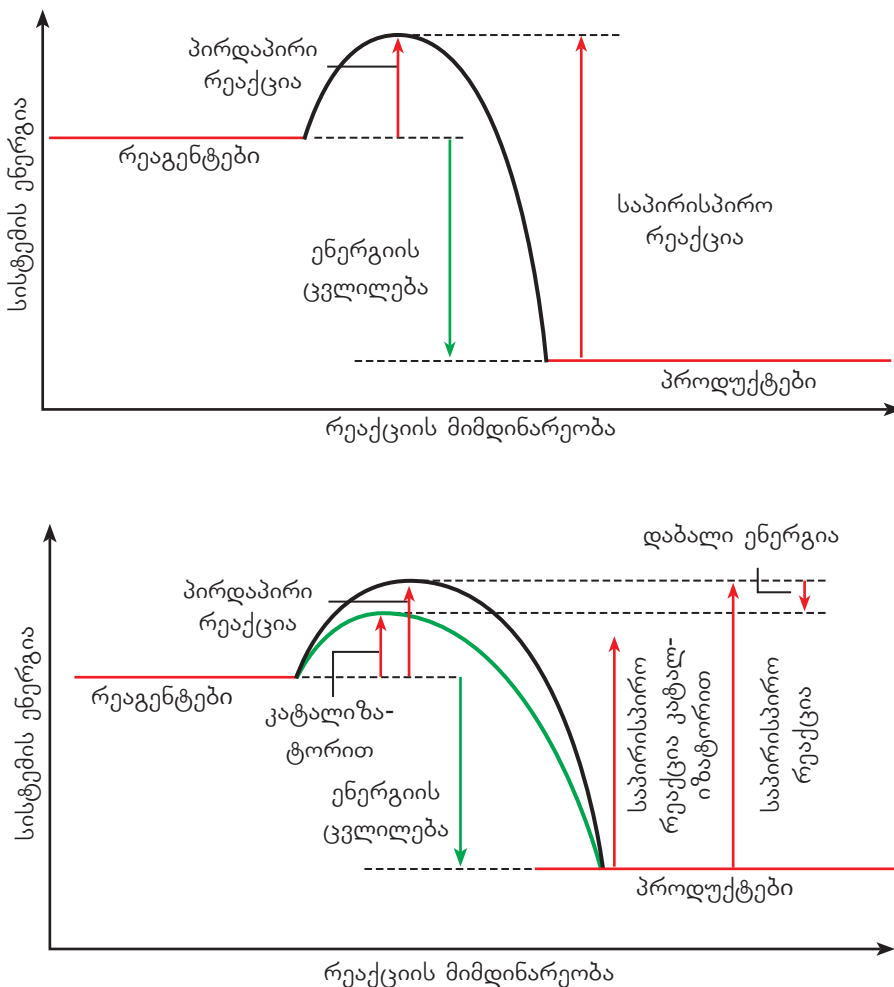 სისტემის ენერგია
პირდაპირი
რეაქცია
რეაგენტები
საპირისპირო
რეაქცია
ენერგიის
ცვლილება
პროდუქტები
რეაქციის მიმდინარეობა
სისტემის ენერგია
დაბალი ენერგია
პირდაპირი
რეაქცია
რეაგენტები
კატალიზა-
ტორით
ენერგიის
ცვლილება
საპირისპირო
რეაქცია კატალ-
იზატორით
საპირისპირო
რეაქცია
პროდუქტები
რეაქციის მიმდინარეობა